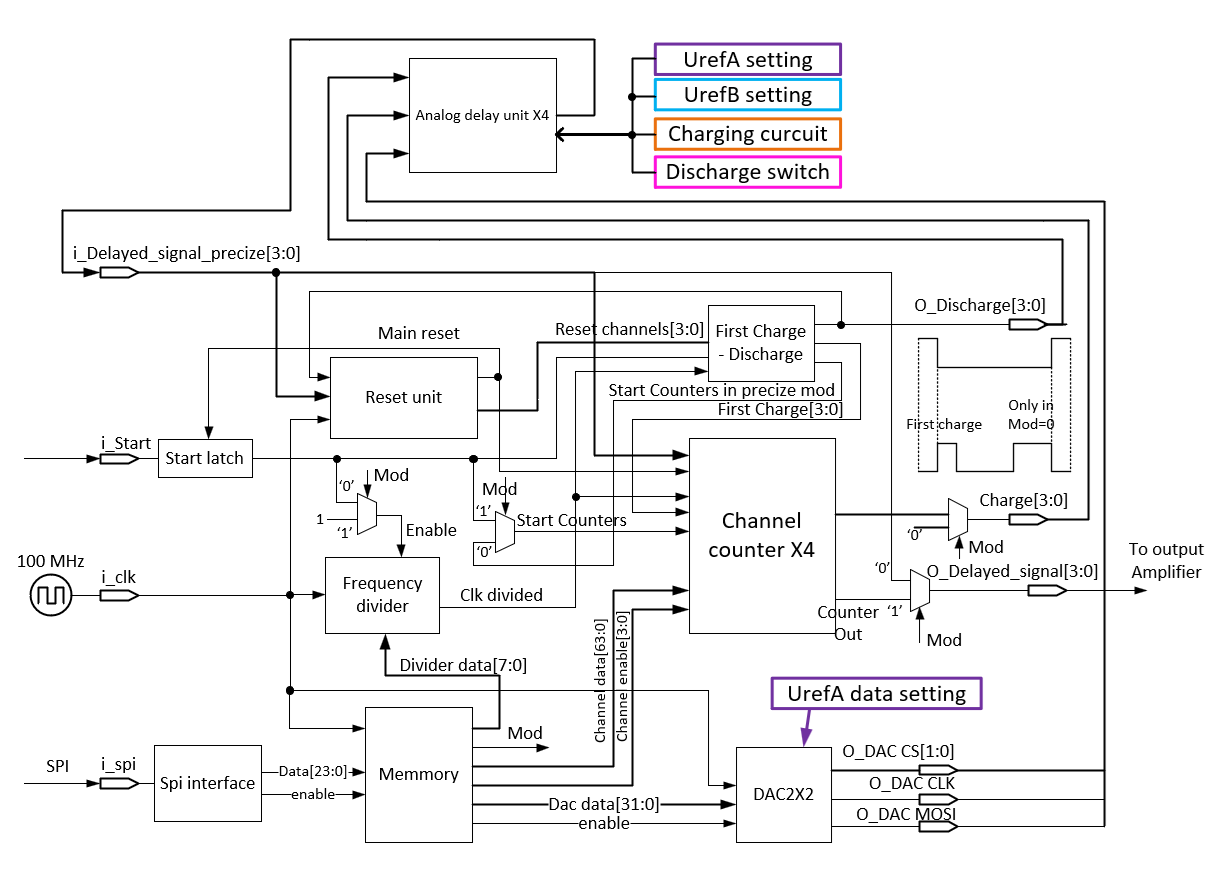 UrefA setting
UrefB setting
Analog delay unit X4
Charging curcuit
Discharge switch
i_Delayed_signal_precize[3:0]
O_Discharge[3:0]
Main reset
Reset channels[3:0]
First Charge
- Discharge
Reset unit
Start Counters in precize mod
First Charge[3:0]
First charge
Only in
Mod=0
i_Start
Start latch
Mod
‘0’
1
‘1’
Enable
Mod
‘1’
‘0’
Start Counters
Channel
counter X4
Charge[3:0]
‘0’
Mod
To output
Amplifier
100 MHz
i_clk
Frequency
divider
Clk divided
‘0’
O_Delayed_signal[3:0]
Counter
Out
‘1’
Mod
Divider data[7:0]
Channel data[63:0]
Channel enable[3:0]
UrefA data setting
Mod
SPI
i_spi
Spi interface
Data[23:0]
enable
Memmory
Dac data[31:0]
enable
DAC2X2
O_DAC CS[1:0]
O_DAC CLK
O_DAC MOSI